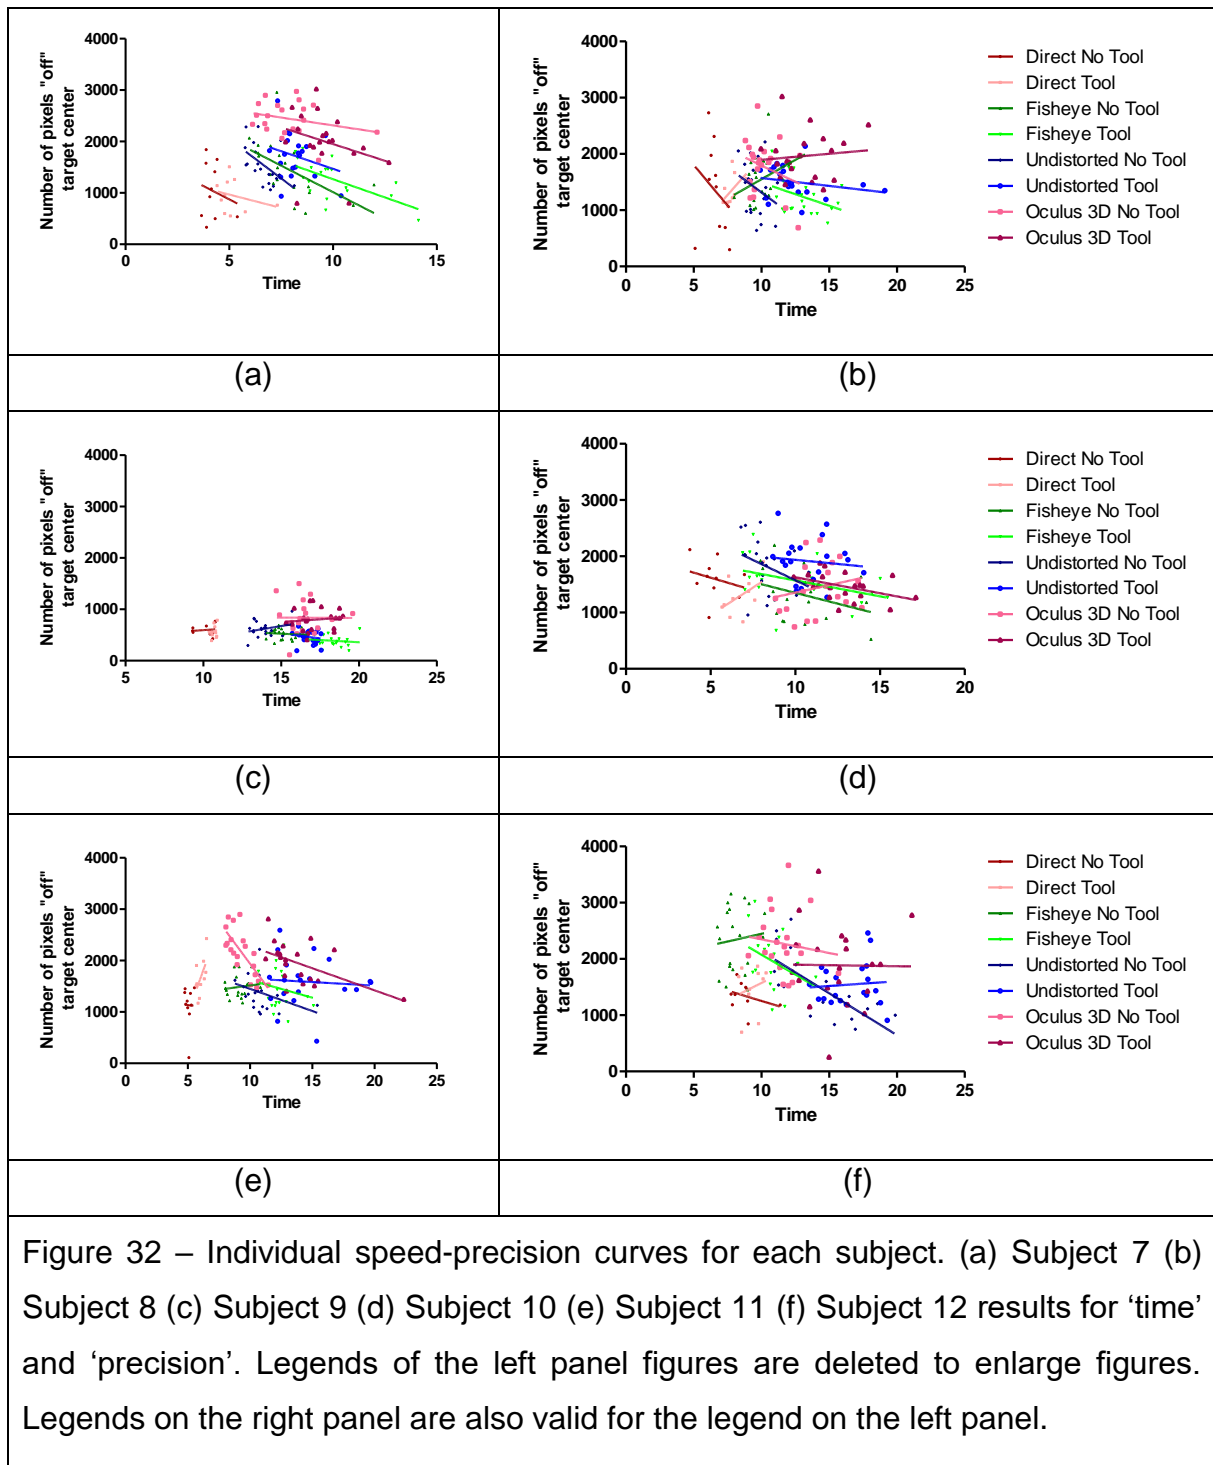 4000
3000
2000
1000
0
Number of pixels "off"
target center
0 5 10 15
Time
4000
3000
2000
1000
0
Number of pixels "off"
target center
0 5 10 15 20 25
Time
Direct No Tool
Direct Tool
Fisheye No Tool
Fisheye Tool
Undistorted No Tool
Undistorted Tool
Oculus 3D No Tool
Oculus 3D Tool
(a)
(b)
4000
3000
2000
1000
0
Number of pixels "off"
target center
5 10 15 20 25
Time
4000
3000
2000
1000
0
Number of pixels "off"
target center
0 5 10 15 20
Time
Direct No Tool
Direct Tool
Fisheye No Tool
Fisheye Tool
Undistorted No Tool
Undistorted Tool
Oculus 3D No Tool
Oculus 3D Tool
(c)
(d)
4000
3000
2000
1000
0
Number of pixels "off"
target center
0 5 10 15 20 25
Time
4000
3000
2000
1000
0
Number of pixels "off"
target center
0 5 10 15 20 25
Time
Direct No Tool
Direct Tool
Fisheye No Tool
Fisheye Tool
Undistorted No Tool
Undistorted Tool
Oculus 3D No Tool
Oculus 3D Tool
(e)
(f)
Figure 32 – Individual speed-precision curves for each subject. (a) Subject 7 (b)
Subject 8 (c) Subject 9 (d) Subject 10 (e) Subject 11 (f) Subject 12 results for ‘time’
and ‘precision’. Legends of the left panel figures are deleted to enlarge figures.
Legends on the right panel are also valid for the legend on the left panel.